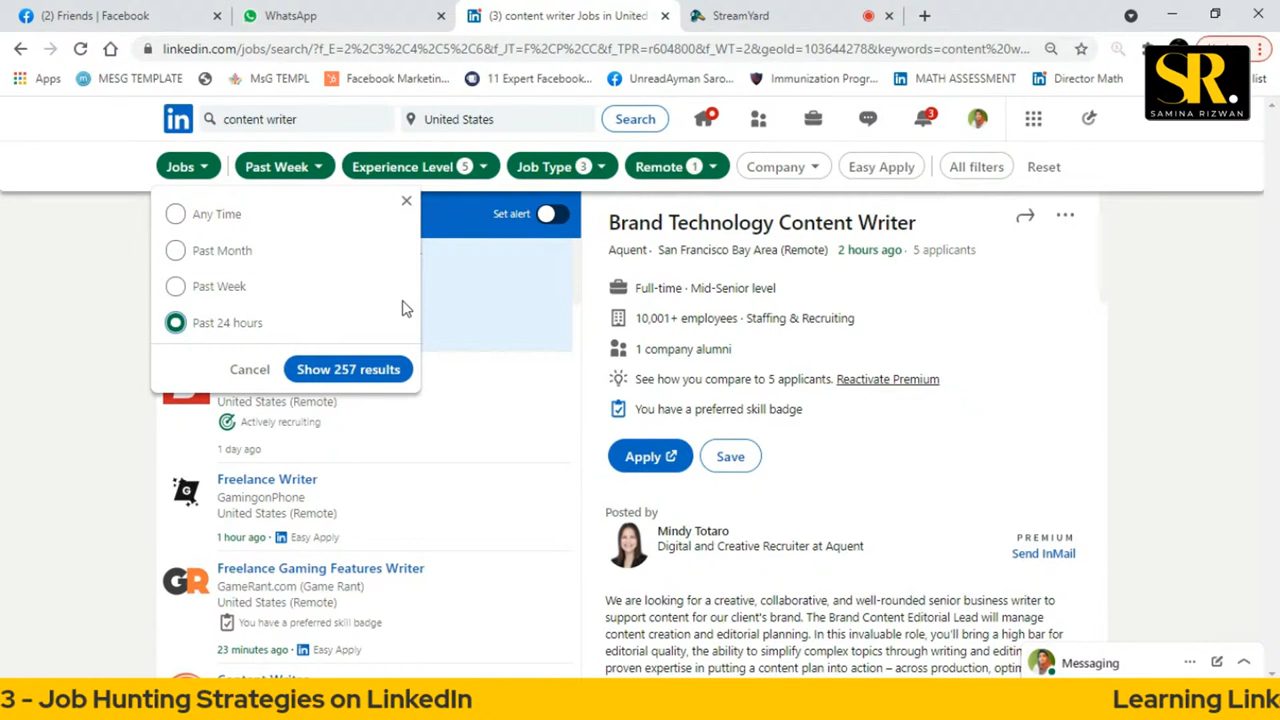 (2) Friends | Facebook
WhatsApp
(3) content writer Jobs in United
StreamYard
linkedin.com/jobs/search/?f_E=2%2C3%2C4%2C5%2C6&f_JT=F%2CP%2CC&f_TPR=r604800&f_WT=2&geoId=103644278&keywords=content%20w...
Apps
MESG TEMPLATE
MsG TEMPL
Facebook Marketin...
11 Expert Facebook...
UnreadAyman Saro...
Immunization Prog...
MATH ASSESSMENT
Director Math
list
SR.
SAMINA RIZWAN
in
content writer
United States
Search
3
Jobs
Past Week
Experience Level 5
Job Type 3
Remote 1
Company
Easy Apply
All filters
Reset
Any Time
Past Month
Past Week
Past 24 hours
Cancel
Show 257 results
Set alert
United States (Remote)
Actively recruiting
1 day ago
G
Freelance Writer
GamingonPhone
United States (Remote)
1 hour ago · in Easy Apply
GR
Freelance Gaming Features Writer
GameRant.com (Game Rant)
United States (Remote)
You have a preferred skill badge
23 minutes ago · in Easy Apply
Brand Technology Content Writer
Aquent · San Francisco Bay Area (Remote) 2 hours ago · 5 applicants
Full-time · Mid-Senior level
10,001+ employees · Staffing & Recruiting
1 company alumni
See how you compare to 5 applicants. Reactivate Premium
You have a preferred skill badge
Apply
Save
Posted by
Mindy Totaro
Digital and Creative Recruiter at Aquent
PREMIUM
Send InMail
We are looking for a creative, collaborative, and well-rounded senior business writer to
support content for our client's brand. The Brand Content Editorial Lead will manage
content creation and editorial planning. In this invaluable role, you'll bring a high bar for
editorial quality, the ability to simplify complex topics through writing and editin
proven expertise in putting a content plan into action – across production, optim
Messaging
3 - Job Hunting Strategies on LinkedIn
Learning Link